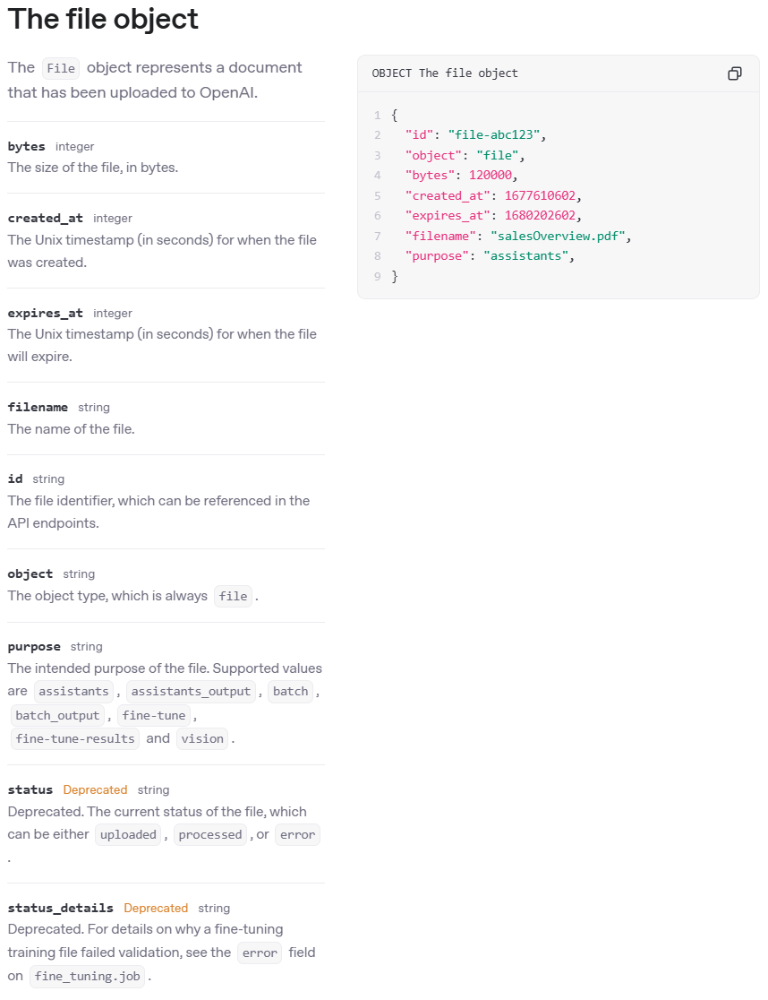 The file object
The File object represents a document
that has been uploaded to OpenAI.
bytes integer
The size of the file, in bytes.
created_at integer
The Unix timestamp (in seconds) for when the file
was created.
expires_at integer
The Unix timestamp (in seconds) for when the file
will expire.
filename string
The name of the file.
id string
The file identifier, which can be referenced in the
API endpoints.
object string
The object type, which is always file .
purpose string
The intended purpose of the file. Supported values
are assistants , assistants_output , batch ,
batch_output , fine-tune ,
fine-tune-results and vision .
status Deprecated string
Deprecated. The current status of the file, which
can be either uploaded , processed , or error
.
status_details Deprecated string
Deprecated. For details on why a fine-tuning
training file failed validation, see the error field
on fine_tuning.job .
OBJECT The file object
1 {
2   "id": "file-abc123",
3   "object": "file",
4   "bytes": 120000,
5   "created_at": 1677610602,
6   "expires_at": 1680202602,
7   "filename": "salesOverview.pdf",
8   "purpose": "assistants",
9 }